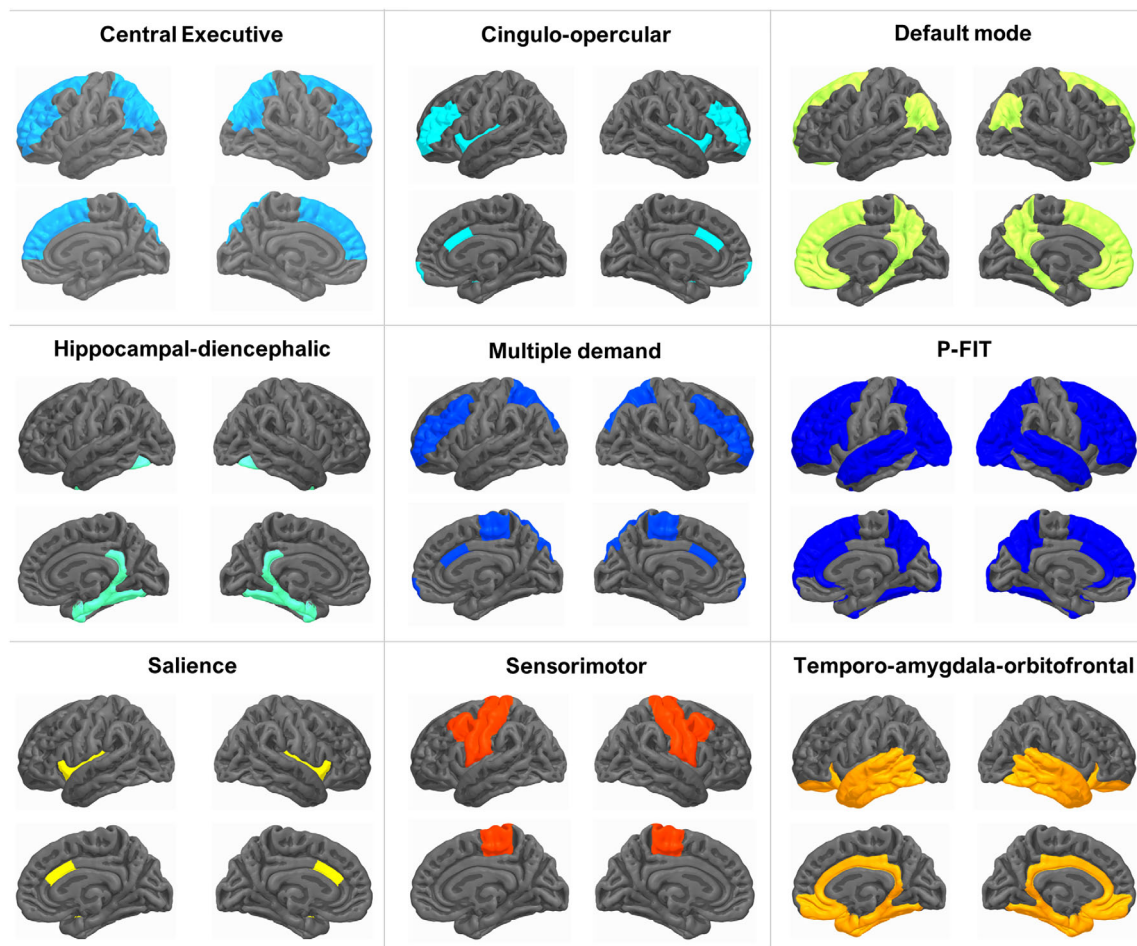 Central Executive
Cingulo-opercular
Default mode
Hippocampal-diencephalic
Multiple demand
P-FIT
Salience
Sensorimotor
Temporo-amygdala-orbitofrontal